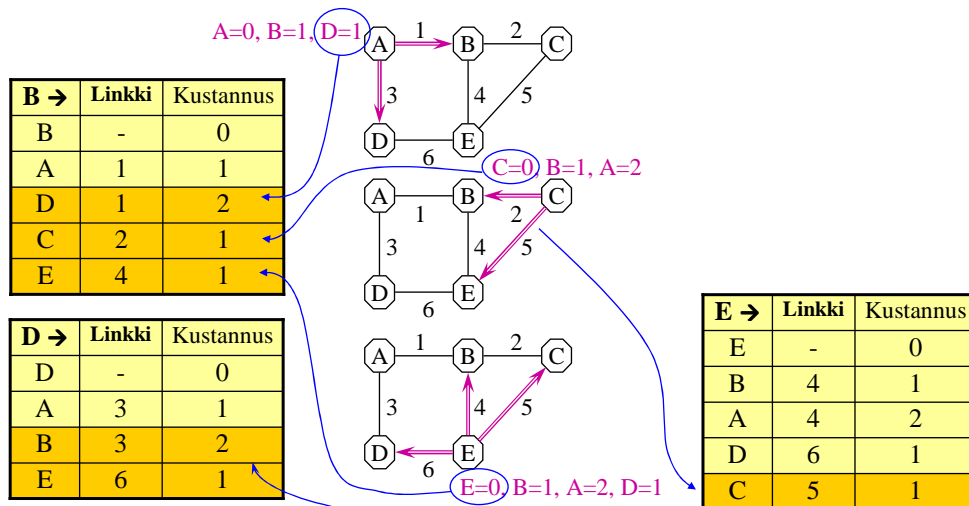 A=0, B=1, D=1
A 1 B 2 C
3 4 5
D 6 E
B → Linkki Kustannus
B - 0
A 1 1
D 1 2
C 2 1
E 4 1
C=0, B=1, A=2
A 1 B 2 C
3 4 5
D 6 E
D → Linkki Kustannus
D - 0
A 3 1
B 3 2
E 6 1
A 1 B 2 C
3 4 5
D 6 E
E=0, B=1, A=2, D=1
E → Linkki Kustannus
E - 0
B 4 1
A 4 2
D 6 1
C 5 1